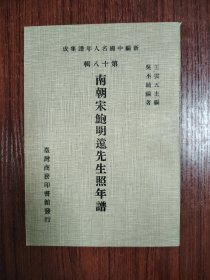 新編中國名人年譜集成
第十八輯
王雲五主編
吳丕績編著
南朝宋鮑明遠先生照年譜
臺灣商務印書館發行